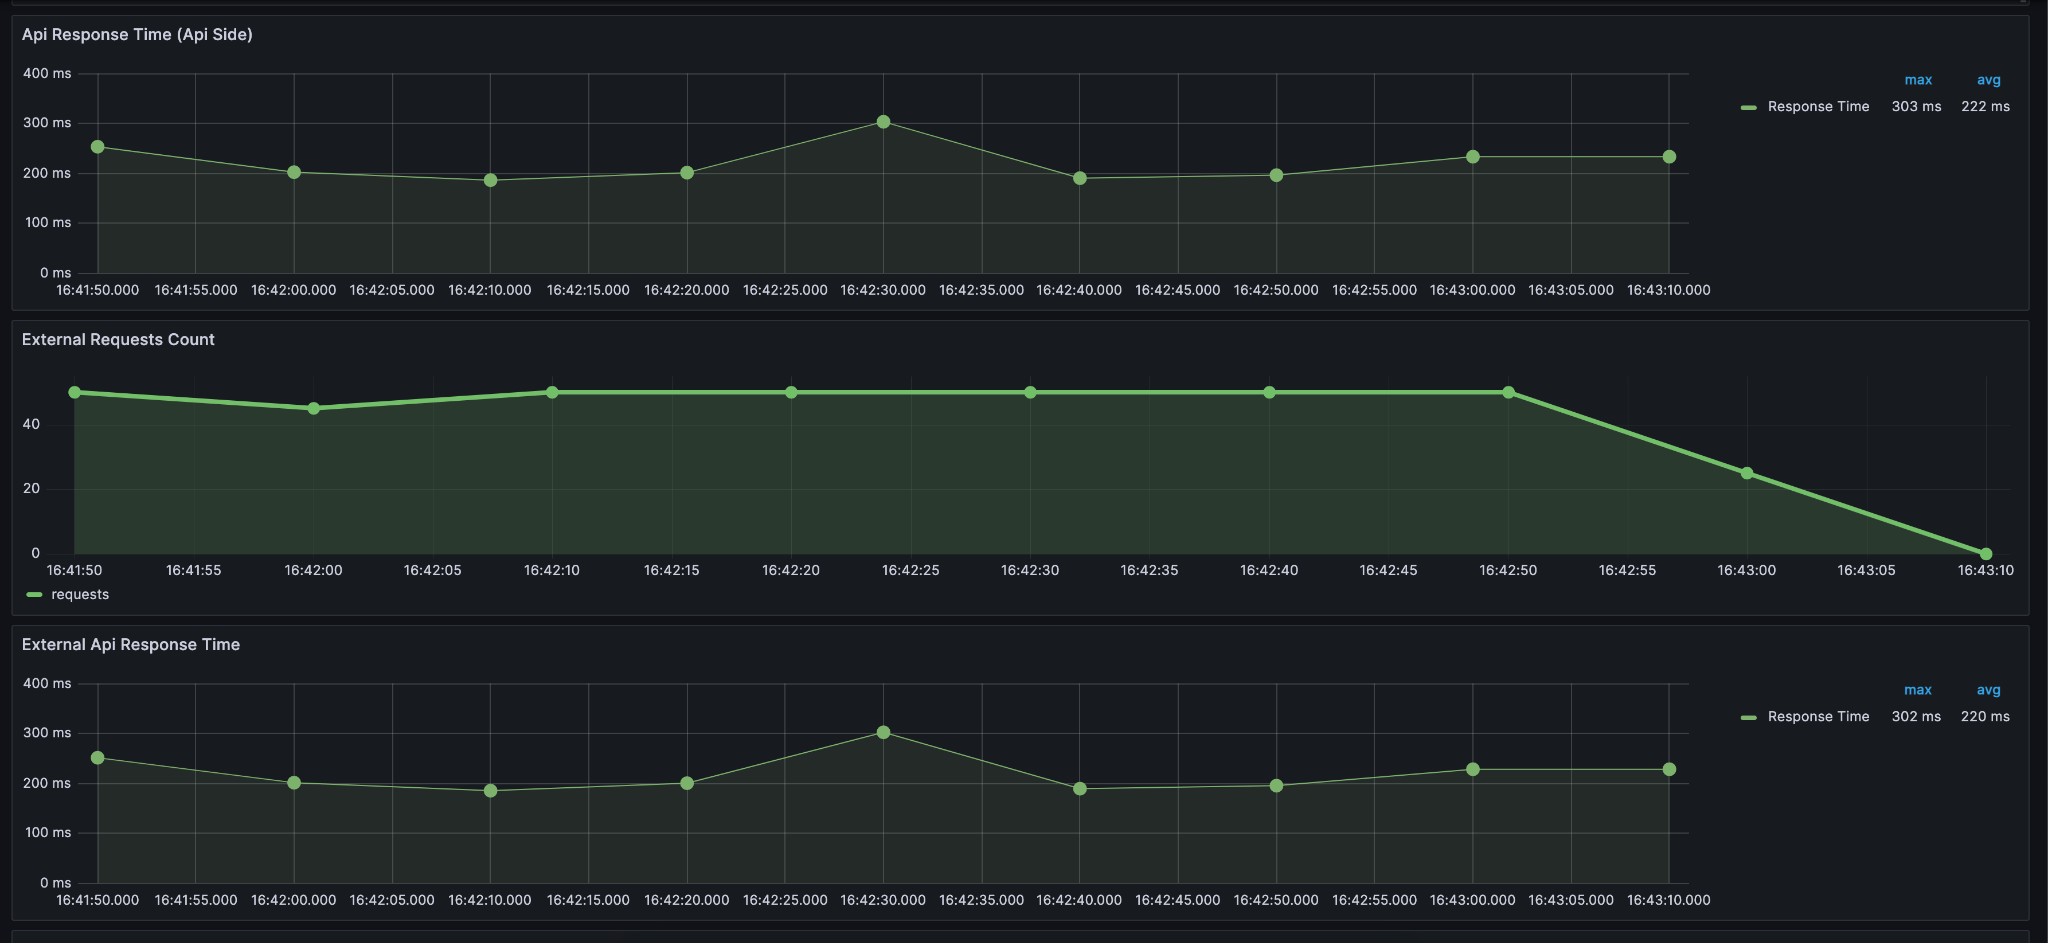 Api Response Time (Api Side)
400 ms
300 ms
200 ms
100 ms
0 ms
16:41:50.000 16:41:55.000 16:42:00.000 16:42:05.000 16:42:10.000 16:42:15.000 16:42:20.000 16:42:25.000 16:42:30.000 16:42:35.000 16:42:40.000 16:42:45.000 16:42:50.000 16:42:55.000 16:43:00.000 16:43:05.000 16:43:10.000
max avg
Response Time 303 ms 222 ms
External Requests Count
40
20
0
16:41:50 16:41:55 16:42:00 16:42:05 16:42:10 16:42:15 16:42:20 16:42:25 16:42:30 16:42:35 16:42:40 16:42:45 16:42:50 16:42:55 16:43:00 16:43:05 16:43:10
requests
External Api Response Time
400 ms
300 ms
200 ms
100 ms
0 ms
16:41:50.000 16:41:55.000 16:42:00.000 16:42:05.000 16:42:10.000 16:42:15.000 16:42:20.000 16:42:25.000 16:42:30.000 16:42:35.000 16:42:40.000 16:42:45.000 16:42:50.000 16:42:55.000 16:43:00.000 16:43:05.000 16:43:10.000
max avg
Response Time 302 ms 220 ms